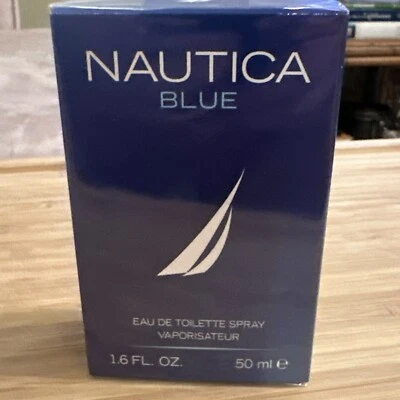 NAUTICA
BLUE
EAU DE TOILETTE SPRAY
VAPORISATEUR
1.6 FL. OZ. 50 ml ℮